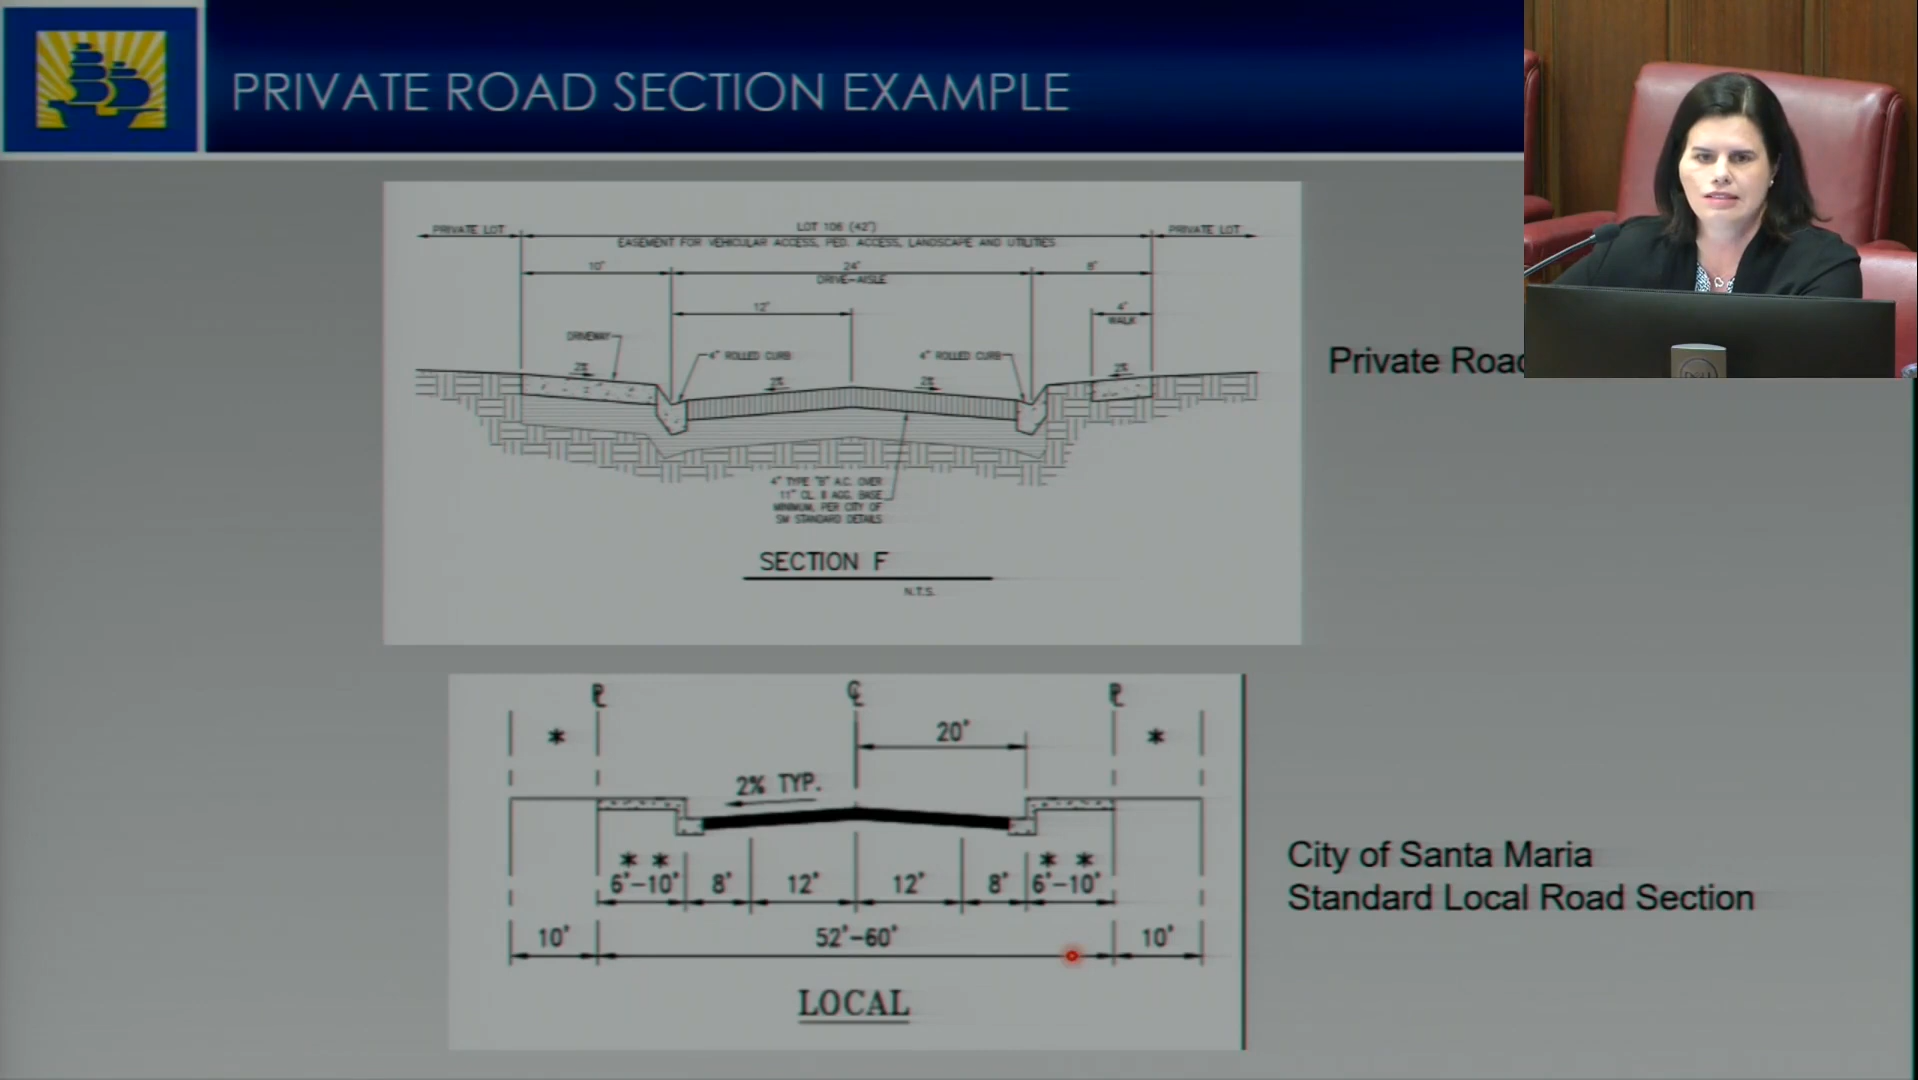 PRIVATE ROAD SECTION EXAMPLE
PRIVATE LOT
LOT 106 (42')
PRIVATE LOT
EASEMENT FOR VEHICULAR ACCESS, PED. ACCESS, LANDSCAPE AND UTILITIES
10'
24'
8'
DRIVE-AISLE
12'
4'
WALK
DRIVEWAY
4" ROLLED CURB
4" ROLLED CURB
2%
2%
2%
2%
Private Road
4" TYPE "B" A.C. OVER
11" CL. II AGG. BASE
MINIMUM, PER CITY OF
SM STANDARD DETAILS
SECTION F
N.T.S.
20'
2% TYP.
* *
* *
6'-10'
8'
12'
12'
8'
6'-10'
10'
52'-60'
10'
LOCAL
City of Santa Maria
Standard Local Road Section